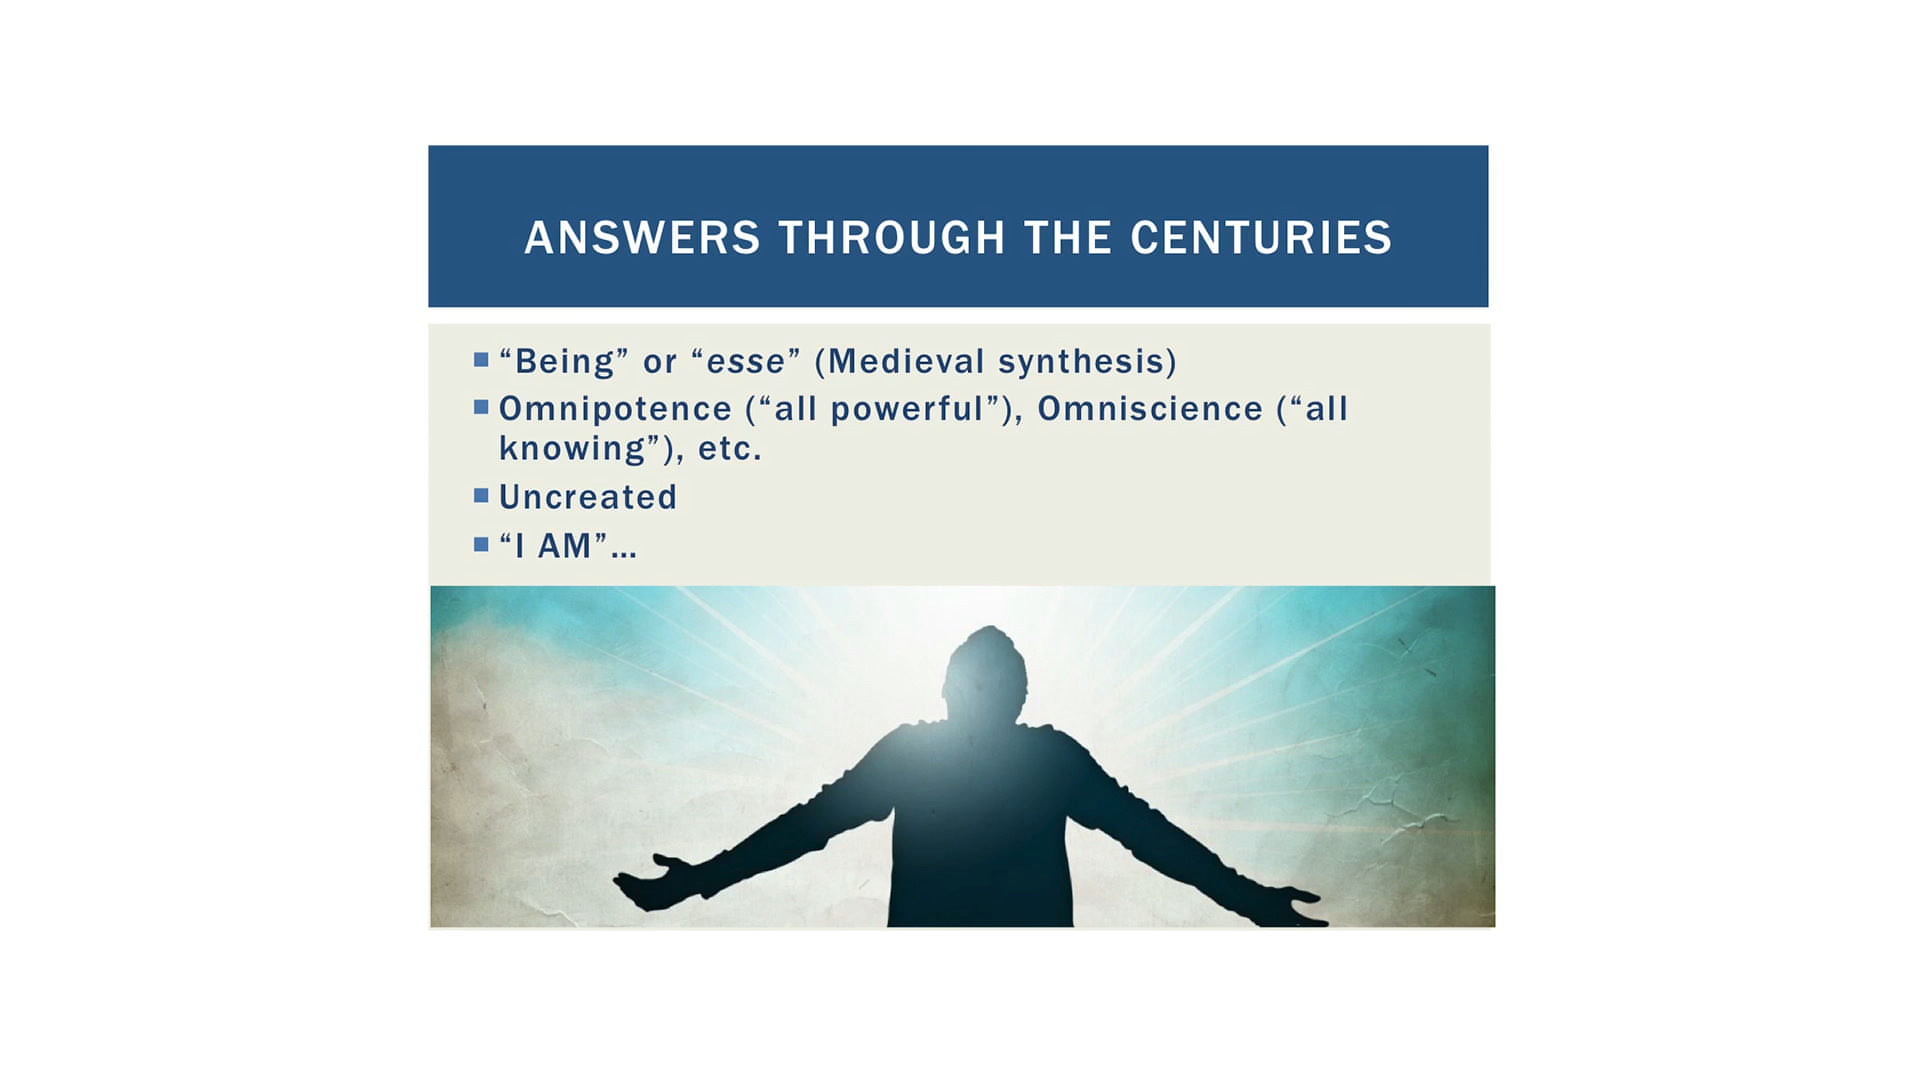 ANSWERS THROUGH THE CENTURIES
“Being” or “esse” (Medieval synthesis)
Omnipotence (“all powerful”), Omniscience (“all
knowing”), etc.
Uncreated
“I AM”…